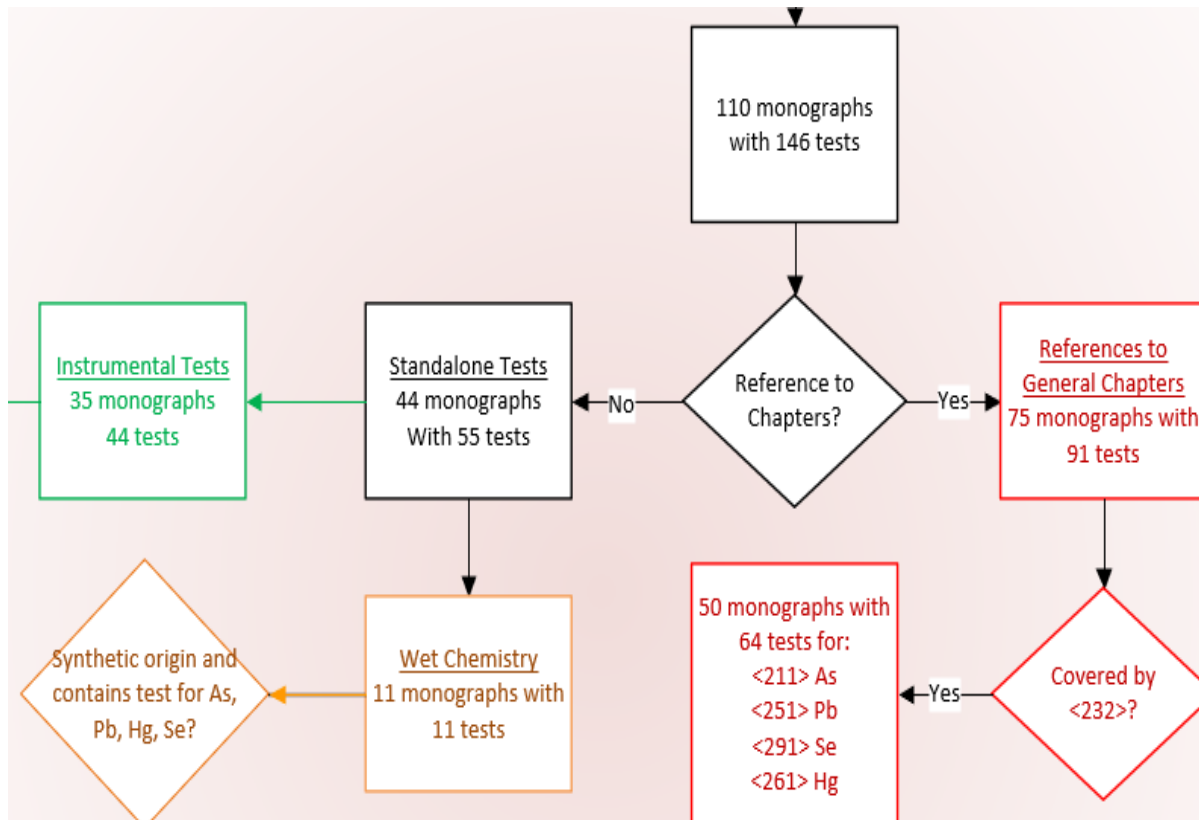 110 monographs
with 146 tests
Instrumental Tests
35 monographs
44 tests
Standalone Tests
44 monographs
With 55 tests
No
Reference to
Chapters?
Yes
References to
General Chapters
75 monographs with
91 tests
Synthetic origin and
contains test for As,
Pb, Hg, Se?
Wet Chemistry
11 monographs with
11 tests
50 monographs with
64 tests for:
<211> As
<251> Pb
<291> Se
<261> Hg
Yes
Covered by
<232>?